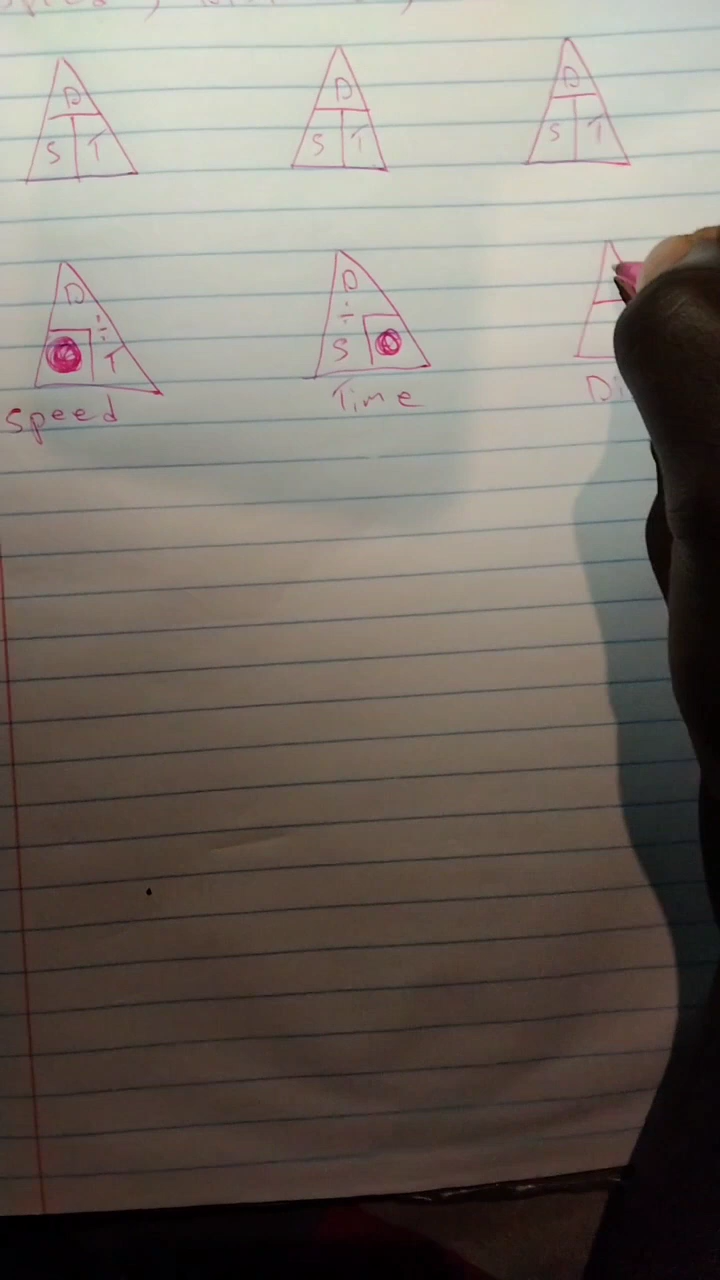 D D D
S T S T S T
D D
÷ ÷
T S
Speed Time